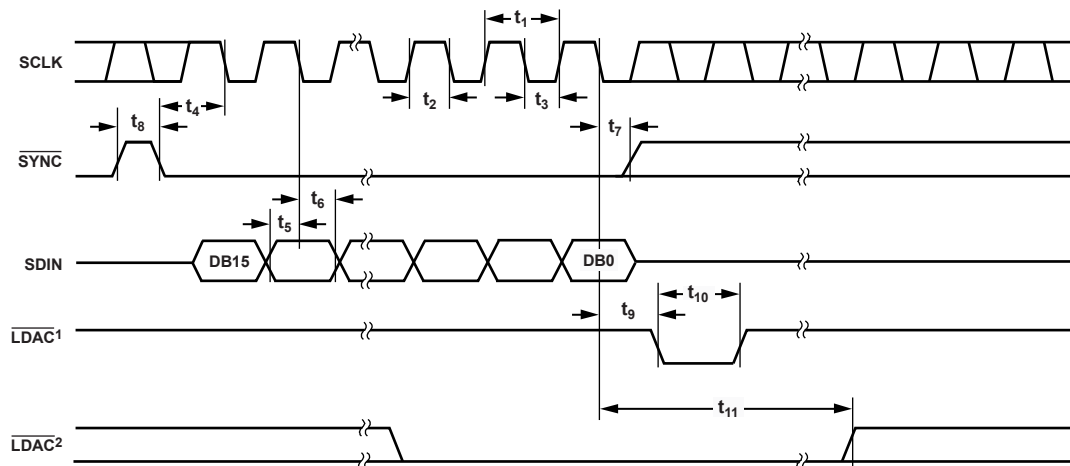 t1
SCLK
t2
t3
t4
t8
t7
SYNC
t6
t5
SDIN
DB15
DB0
t10
t9
LDAC1
t11
LDAC2